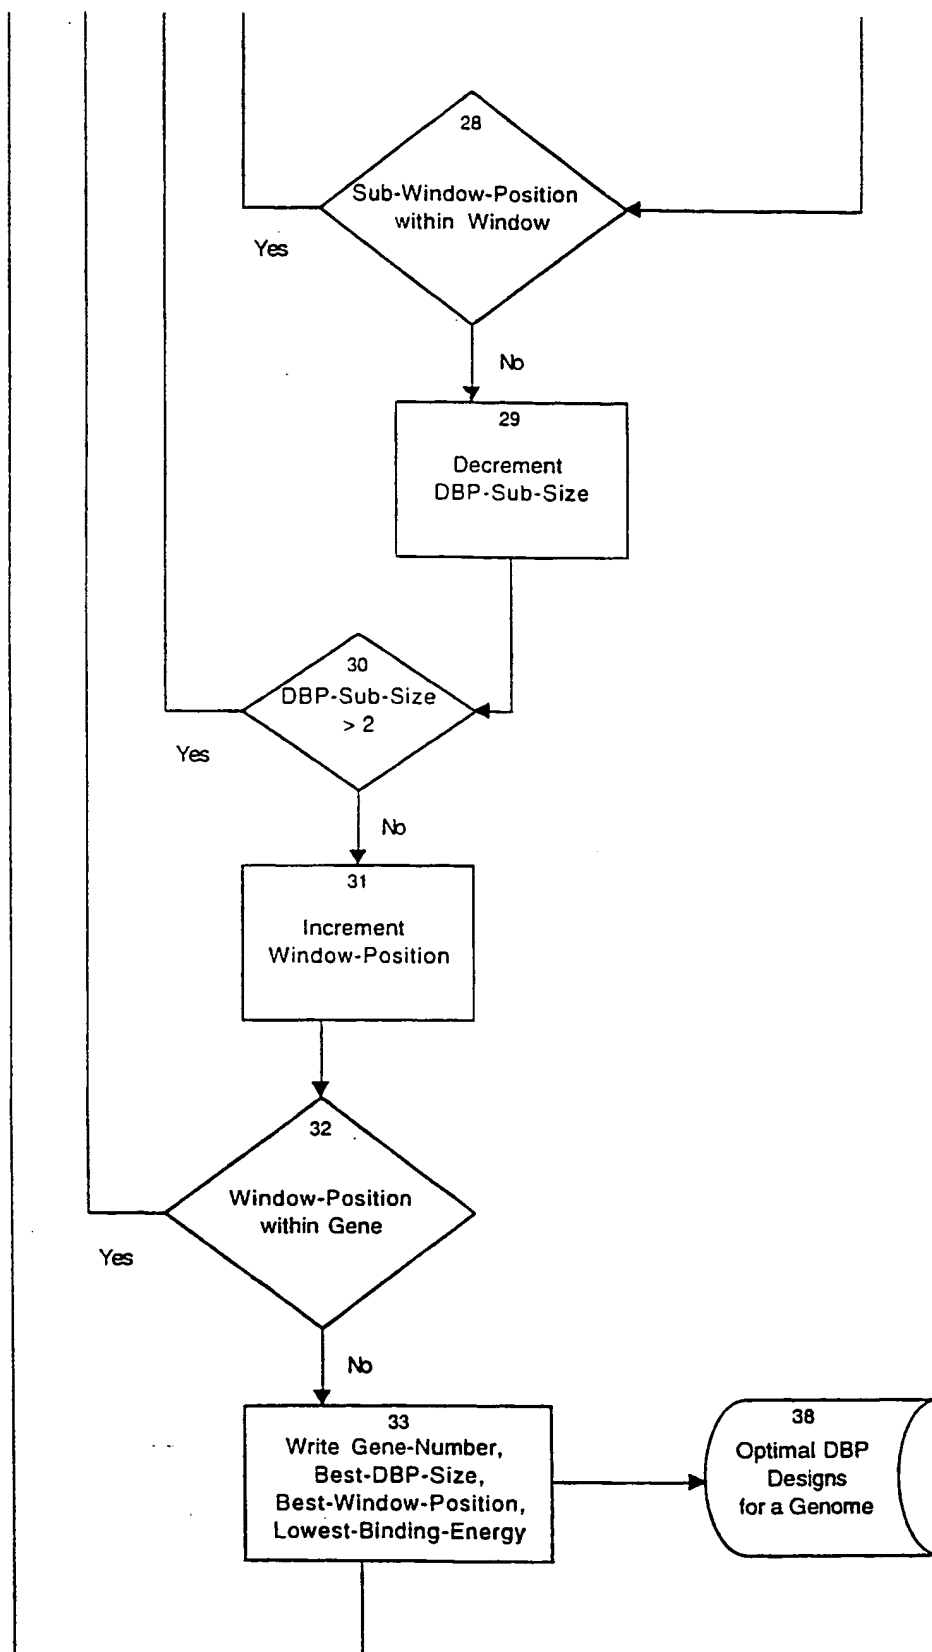 28
Sub-Window-Position
within Window
Yes
No
29
Decrement
DBP-Sub-Size
30
DBP-Sub-Size
> 2
Yes
No
31
Increment
Window-Position
32
Window-Position
within Gene
Yes
No
33
Write Gene-Number,
Best-DBP-Size,
Best-Window-Position,
Lowest-Binding-Energy
38
Optimal DBP
Designs
for a Genome